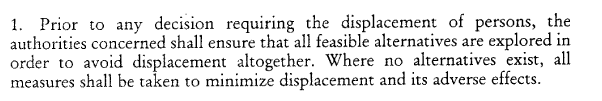 1. Prior to any decision requiring the displacement of persons, the
authorities concerned shall ensure that all feasible alternatives are explored in
order to avoid displacement altogether. Where no alternatives exist, all
measures shall be taken to minimize displacement and its adverse effects.